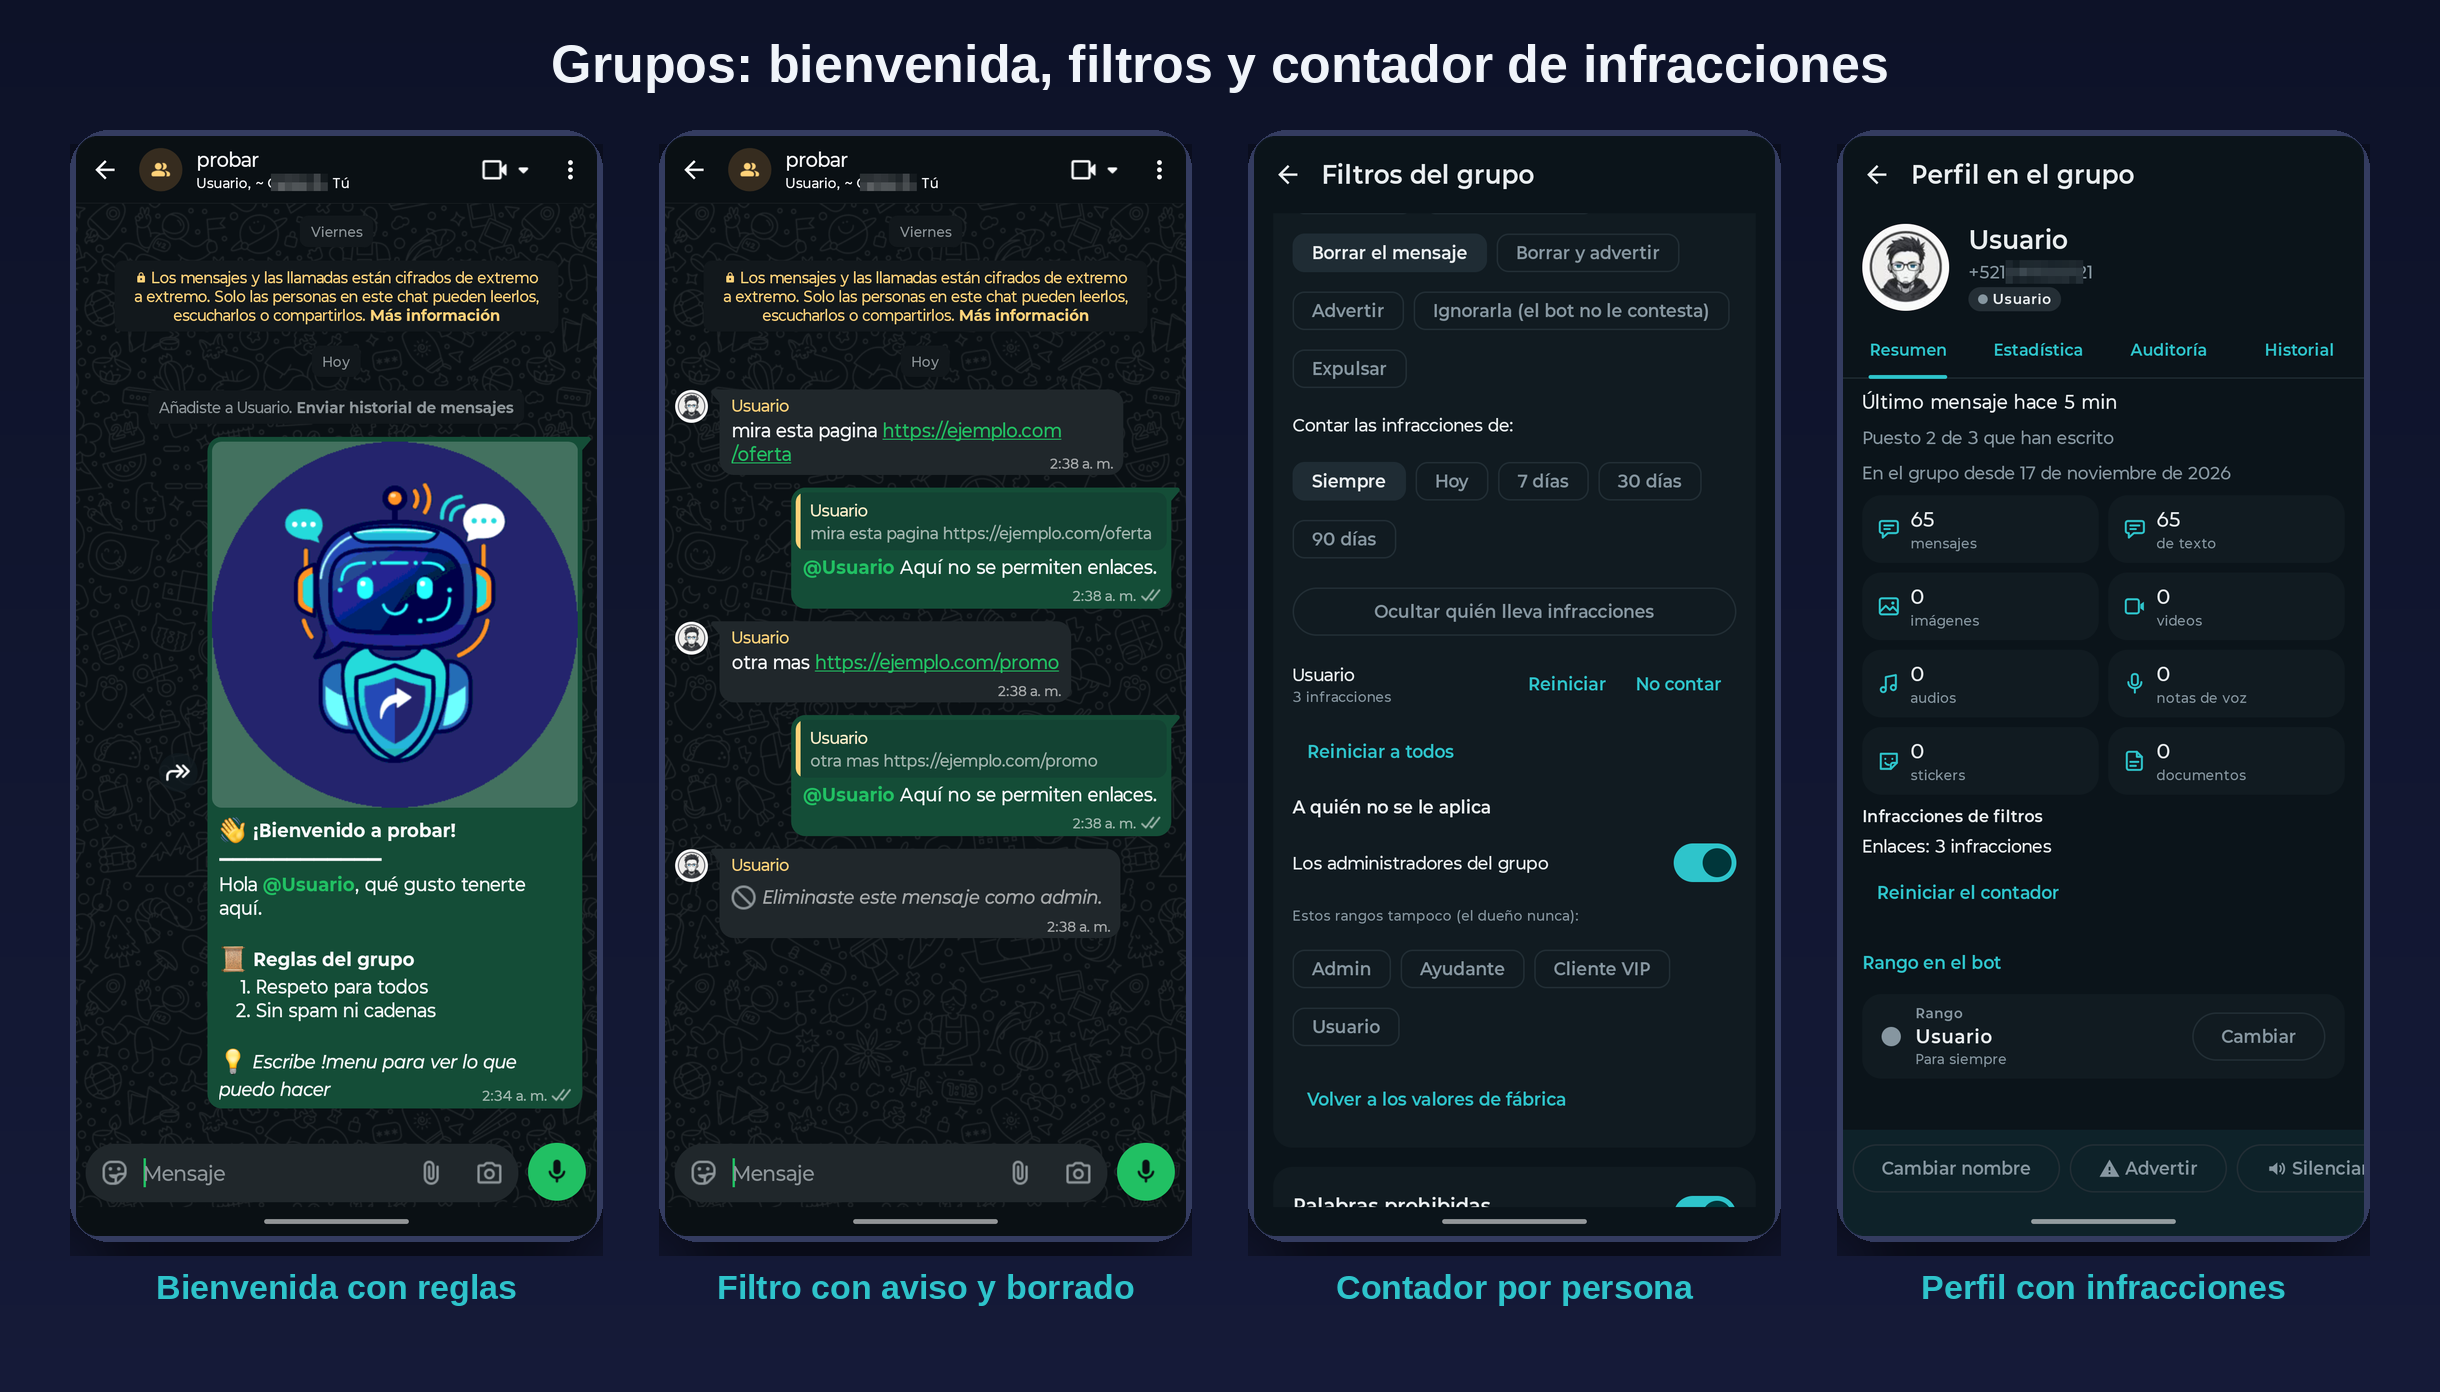 Grupos: bienvenida, filtros y contador de infracciones
probar
Usuario, ~ Tú
Viernes
Los mensajes y las llamadas están cifrados de extremo
a extremo. Solo las personas en este chat pueden leerlos,
escucharlos o compartirlos. Más información
Hoy
Añadiste a Usuario. Enviar historial de mensajes
👋 ¡Bienvenido a probar!
Hola @Usuario, qué gusto tenerte
aquí.
📜 Reglas del grupo
1. Respeto para todos
2. Sin spam ni cadenas
💡 Escribe !menu para ver lo que
puedo hacer
2:34 a. m.
Mensaje
Bienvenida con reglas
probar
Usuario, ~ Tú
Viernes
Los mensajes y las llamadas están cifrados de extremo
a extremo. Solo las personas en este chat pueden leerlos,
escucharlos o compartirlos. Más información
Hoy
Usuario
mira esta pagina https://ejemplo.com
/oferta
2:38 a. m.
Usuario
mira esta pagina https://ejemplo.com/oferta
@Usuario Aquí no se permiten enlaces.
2:38 a. m.
Usuario
otra mas https://ejemplo.com/promo
2:38 a. m.
Usuario
otra mas https://ejemplo.com/promo
@Usuario Aquí no se permiten enlaces.
2:38 a. m.
Usuario
Eliminaste este mensaje como admin.
2:38 a. m.
Mensaje
Filtro con aviso y borrado
Filtros del grupo
Borrar el mensaje
Borrar y advertir
Advertir
Ignorarla (el bot no le contesta)
Expulsar
Contar las infracciones de:
Siempre
Hoy
7 días
30 días
90 días
Ocultar quién lleva infracciones
Usuario
3 infracciones
Reiniciar
No contar
Reiniciar a todos
A quién no se le aplica
Los administradores del grupo
Estos rangos tampoco (el dueño nunca):
Admin
Ayudante
Cliente VIP
Usuario
Volver a los valores de fábrica
Palabras prohibidas
Contador por persona
Perfil en el grupo
Usuario
+521 21
Usuario
Resumen
Estadística
Auditoría
Historial
Último mensaje hace 5 min
Puesto 2 de 3 que han escrito
En el grupo desde 17 de noviembre de 2026
65
mensajes
65
de texto
0
imágenes
0
videos
0
audios
0
notas de voz
0
stickers
0
documentos
Infracciones de filtros
Enlaces: 3 infracciones
Reiniciar el contador
Rango en el bot
Rango
Usuario
Para siempre
Cambiar
Cambiar nombre
Advertir
Silenciar
Perfil con infracciones